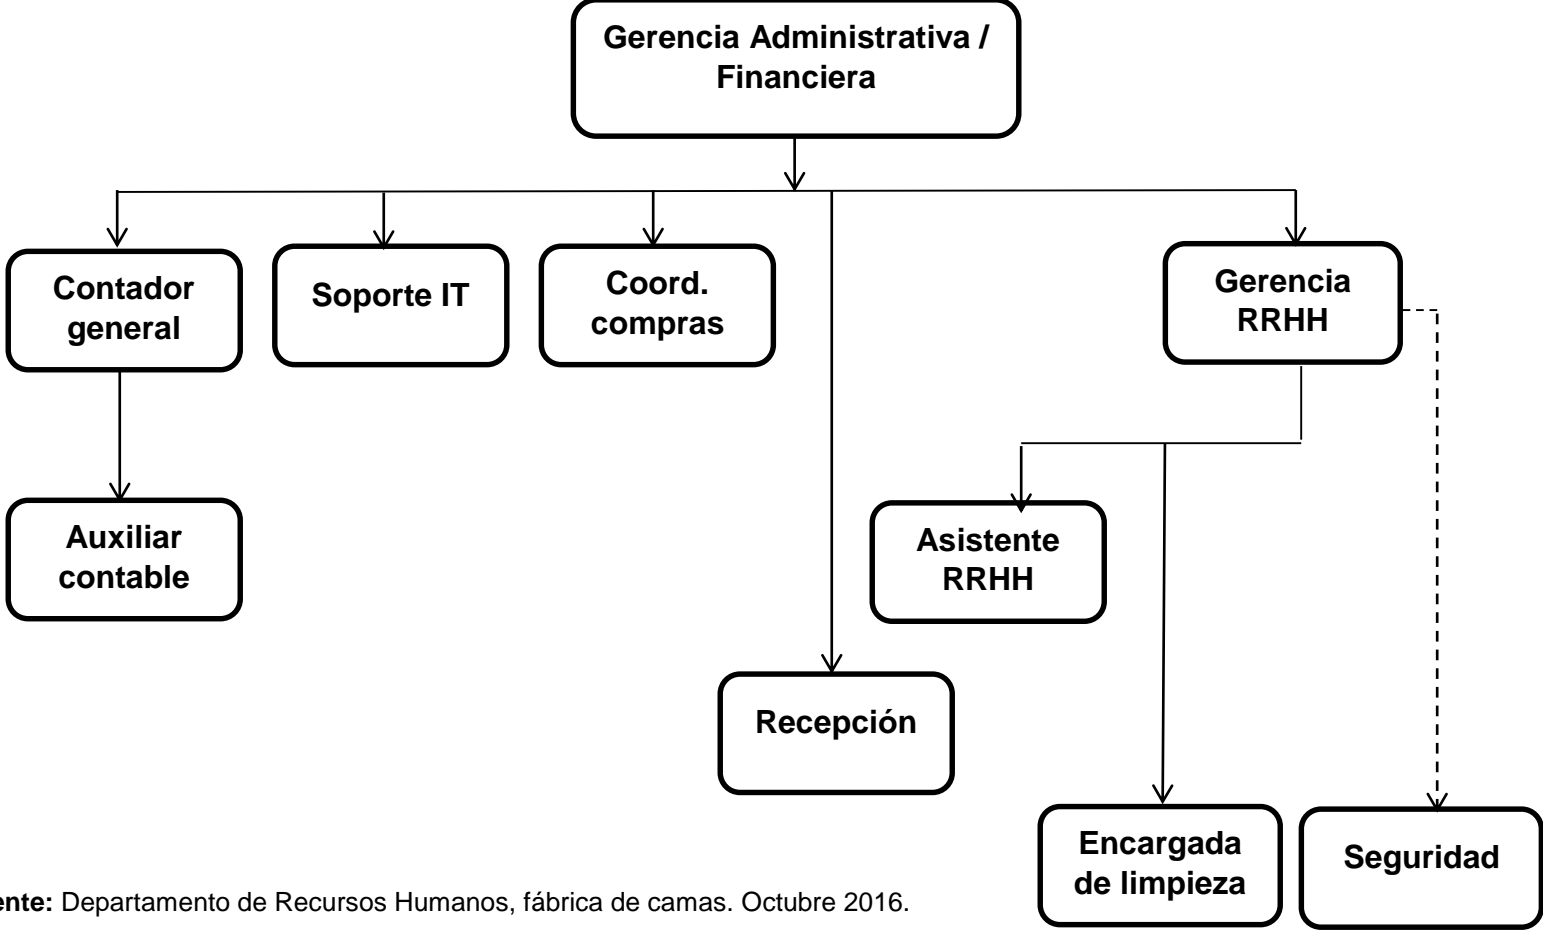 Gerencia Administrativa /
Financiera
Contador
general
Soporte IT
Coord.
compras
Gerencia
RRHH
Auxiliar
contable
Asistente
RRHH
Recepción
Encargada
de limpieza
Seguridad
ente: Departamento de Recursos Humanos, fábrica de camas. Octubre 2016.